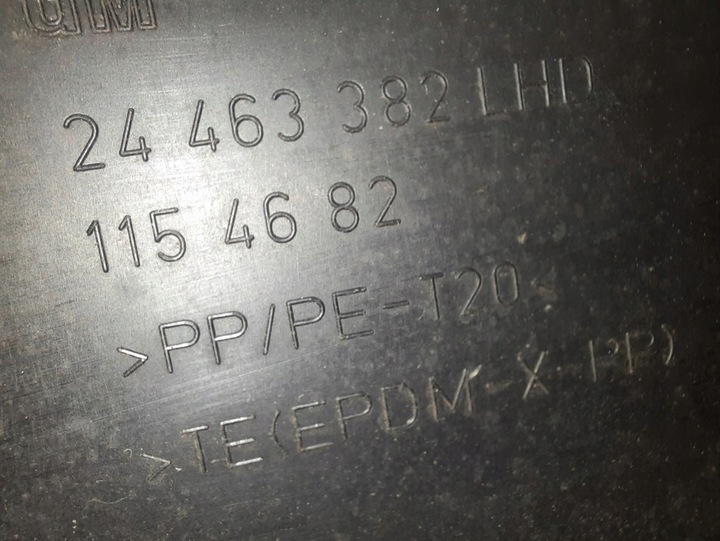 GM
24 463 382 LHD
115 46 82
>PP/PE-T20<
>TE(EPDM-X-PP)